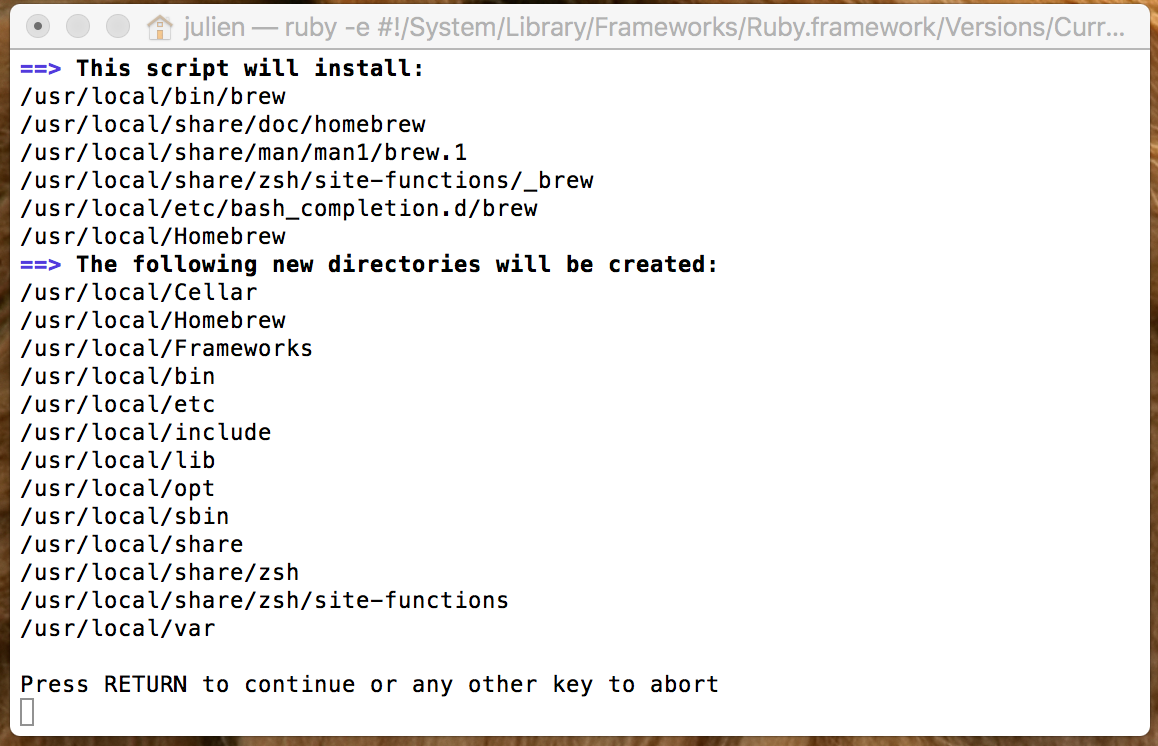 julien — ruby -e #!/System/Library/Frameworks/Ruby.framework/Versions/Curr...
==> This script will install:
/usr/local/bin/brew
/usr/local/share/doc/homebrew
/usr/local/share/man/man1/brew.1
/usr/local/share/zsh/site-functions/_brew
/usr/local/etc/bash_completion.d/brew
/usr/local/Homebrew
==> The following new directories will be created:
/usr/local/Cellar
/usr/local/Homebrew
/usr/local/Frameworks
/usr/local/bin
/usr/local/etc
/usr/local/include
/usr/local/lib
/usr/local/opt
/usr/local/sbin
/usr/local/share
/usr/local/share/zsh
/usr/local/share/zsh/site-functions
/usr/local/var
Press RETURN to continue or any other key to abort